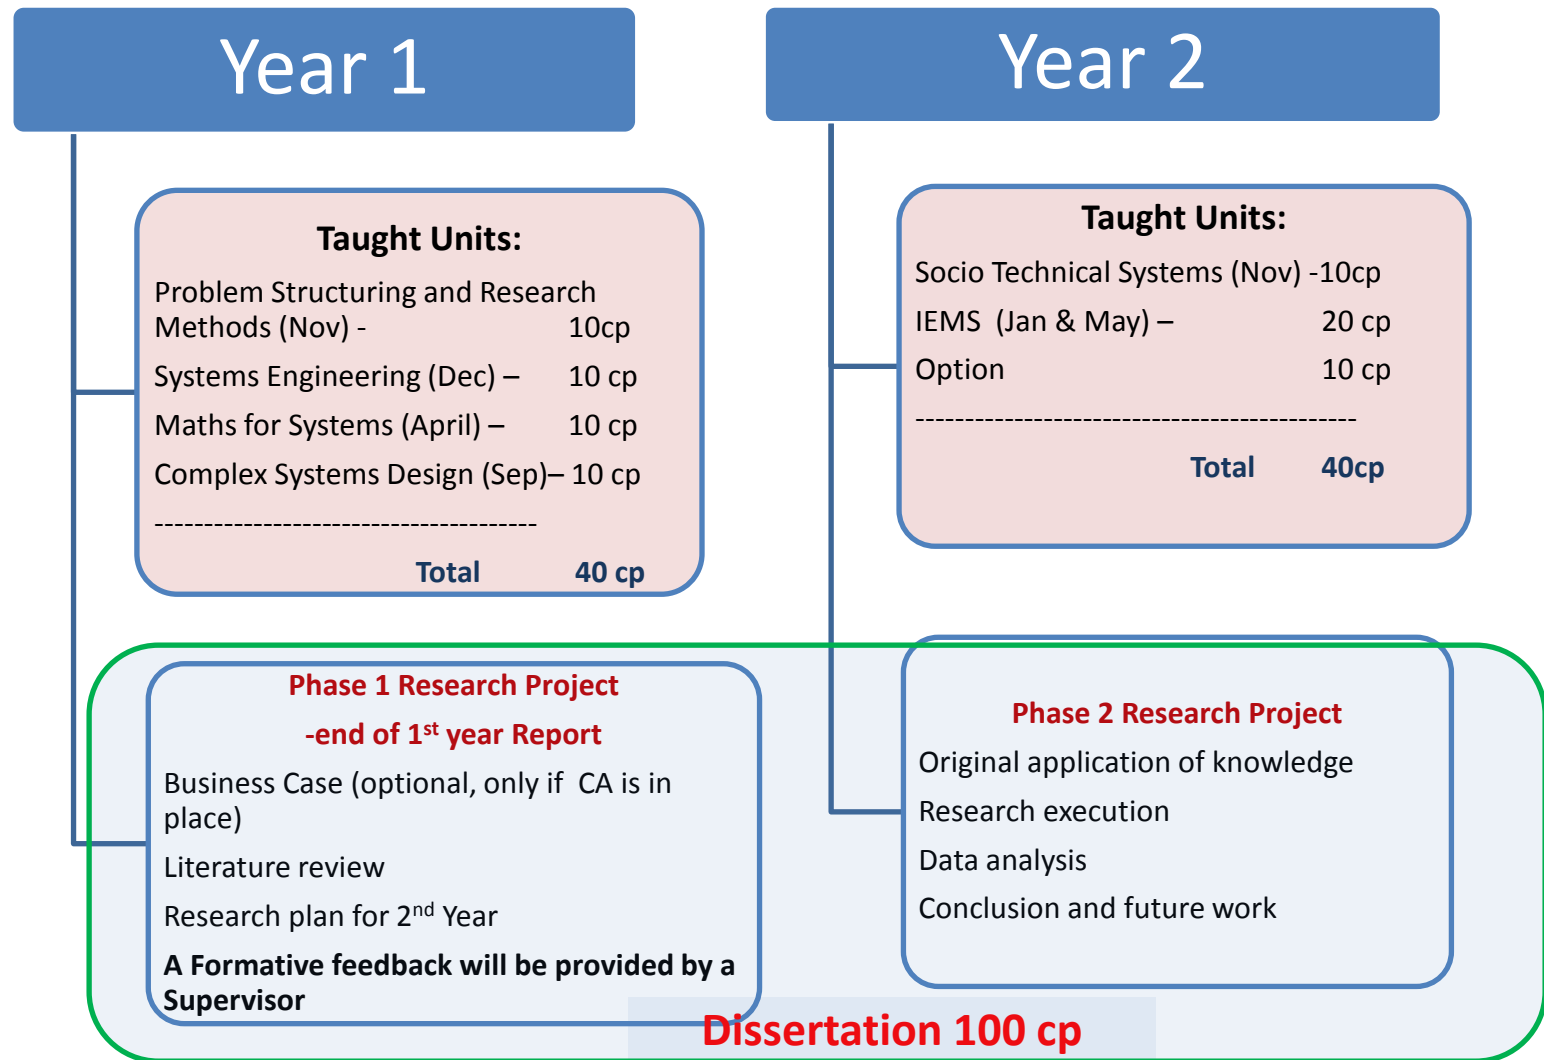 Year 1
Taught Units:
Problem Structuring and Research
Methods (Nov) - 10cp
Systems Engineering (Dec) – 10 cp
Maths for Systems (April) – 10 cp
Complex Systems Design (Sep)– 10 cp
---------------------------------------
Total 40 cp
Phase 1 Research Project
-end of 1st year Report
Business Case (optional, only if CA is in
place)
Literature review
Research plan for 2nd Year
A Formative feedback will be provided by a
Supervisor
Year 2
Taught Units:
Socio Technical Systems (Nov) -10cp
IEMS (Jan & May) – 20 cp
Option 10 cp
---------------------------------------------
Total 40cp
Phase 2 Research Project
Original application of knowledge
Research execution
Data analysis
Conclusion and future work
Dissertation 100 cp